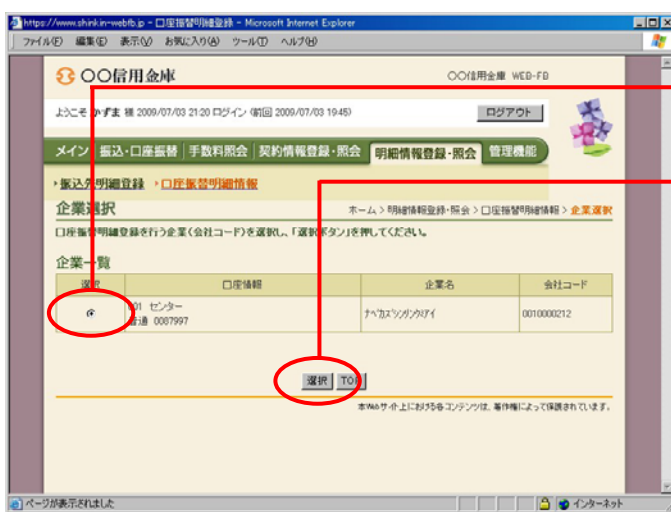 https://www.shinkin-webfb.jp - 口座振替明細登録 - Microsoft Internet Explorer
ファイル(F) 編集(E) 表示(V) お気に入り(A) ツール(T) ヘルプ(H)
〇〇信用金庫
〇〇信用金庫 WEB-FB
ようこそ かずま 様 2009/07/03 21:20 ログイン (前回 2009/07/03 19:45)
ログアウト
メイン 振込・口座振替 手数料照会 契約情報登録・照会 明細情報登録・照会 管理機能
振込先明細登録 口座振替明細情報
企業選択
ホーム > 明細情報登録・照会 > 口座振替明細情報 > 企業選択
口座振替明細登録を行う企業(会社コード)を選択し、「選択ボタン」を押してください。
企業一覧
選択 口座情報 企業名 会社コード
001 センター
普通 0087997
0010000212
選択 TOP
本Webサイト上における各コンテンツは、著作権によって保護されています。
ページが表示されました
インターネット